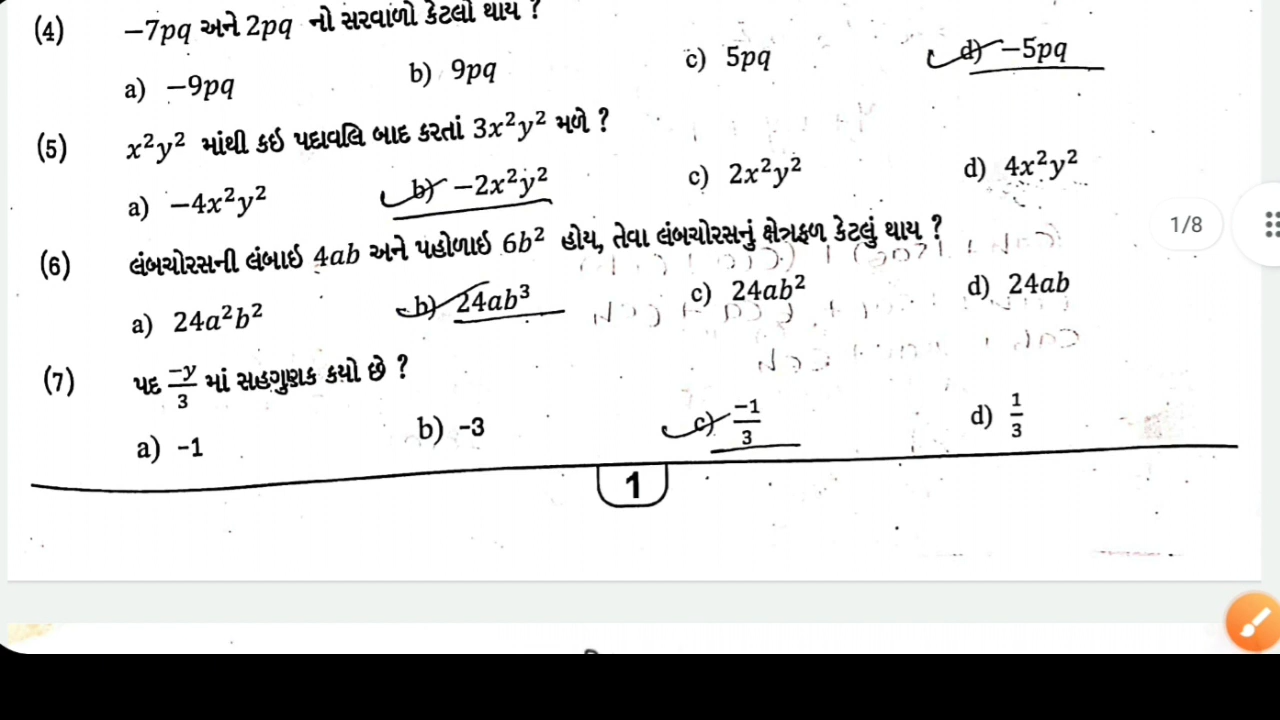 (4) −7pq અને 2pq નો સરવાળો કેટલો થાય ?
a) −9pq b) 9pq c) 5pq d) −5pq
(5) x²y² માંથી કઇ પદાવલિ બાદ કરતાં 3x²y² મળે ?
a) −4x²y² b) −2x²y² c) 2x²y² d) 4x²y²
1/8
(6) લંબચોરસની લંબાઇ 4ab અને પહોળાઇ 6b² હોય, તેવા લંબચોરસનું ક્ષેત્રફળ કેટલું થાય ?
a) 24a²b² b) 24ab³ c) 24ab² d) 24ab
(7) પદ −y/3 માં સહગુણક કયો છે ?
a) -1 b) -3 c) −1/3 d) 1/3
1